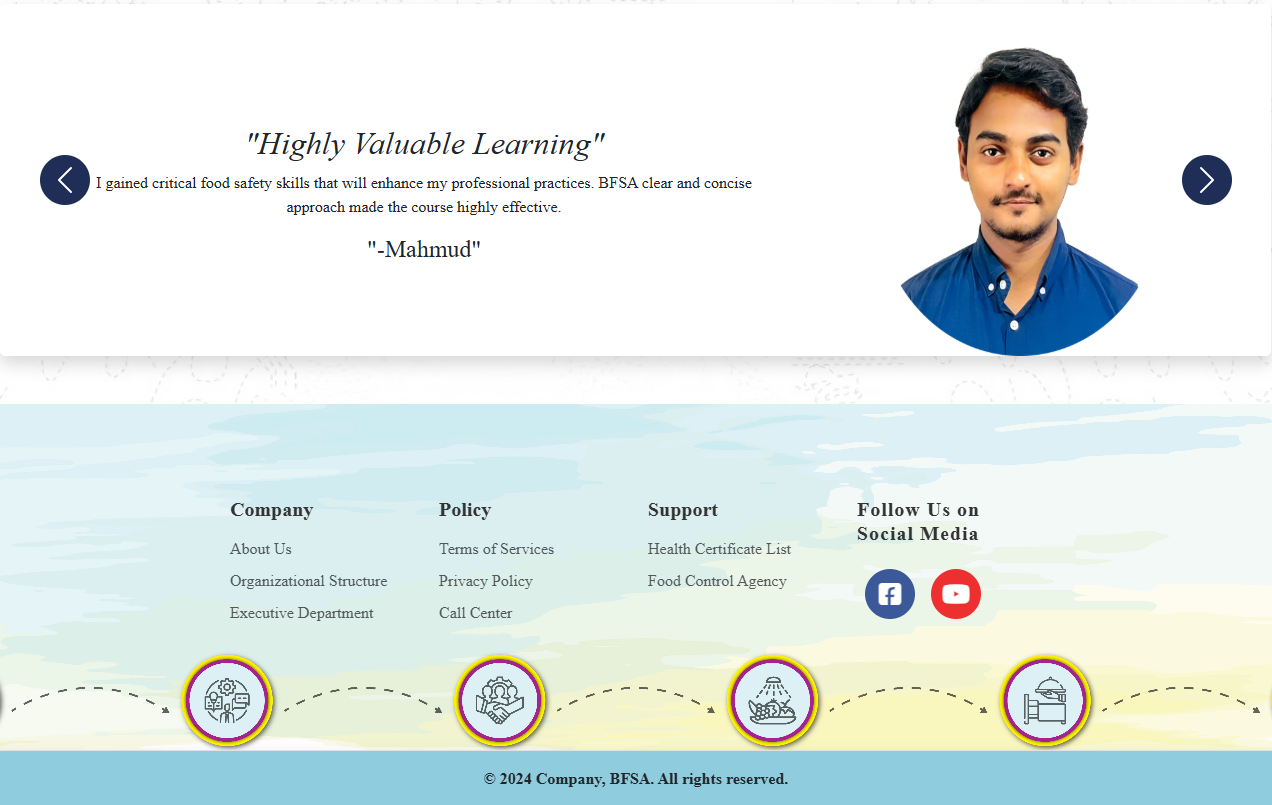 "Highly Valuable Learning"
I gained critical food safety skills that will enhance my professional practices. BFSA clear and concise
approach made the course highly effective.
"-Mahmud"
Company
About Us
Organizational Structure
Executive Department
Policy
Terms of Services
Privacy Policy
Call Center
Support
Health Certificate List
Food Control Agency
Follow Us on
Social Media
© 2024 Company, BFSA. All rights reserved.